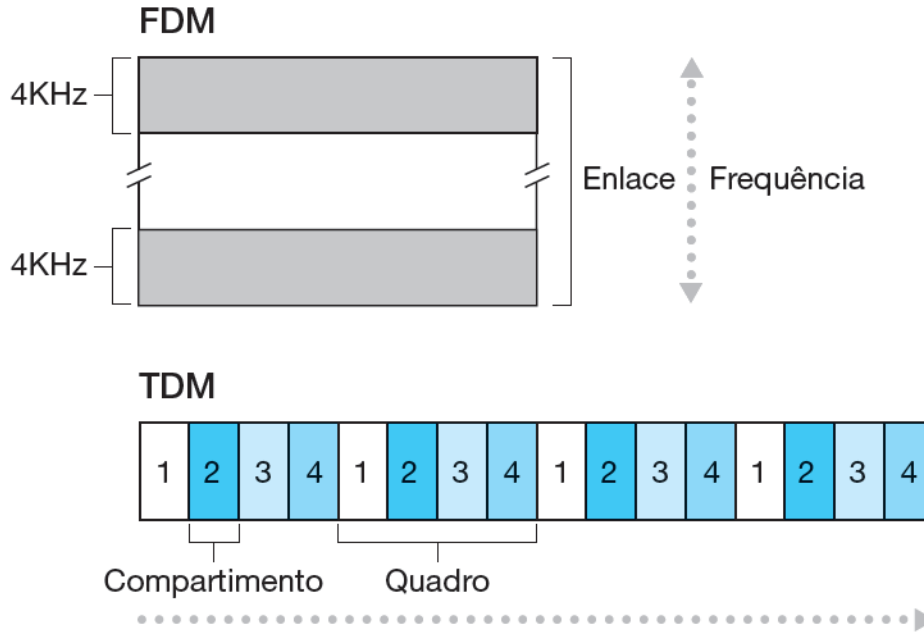 FDM
4KHz
Enlace
Frequência
4KHz
TDM
1 2 3 4 1 2 3 4 1 2 3 4 1 2 3 4
Compartimento
Quadro